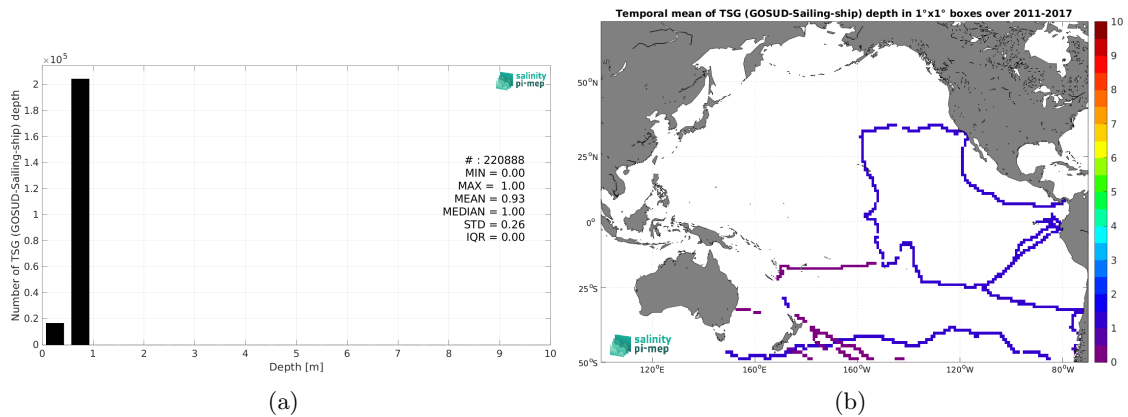 ×10^5
2
1.8
1.6
1.4
1.2
1
0.8
0.6
0.4
0.2
0
Number of TSG (GOSUD-Sailing-ship) depth
salinity
pi-mep
# : 220888
MIN = 0.00
MAX = 1.00
MEAN = 0.93
MEDIAN = 1.00
STD = 0.26
IQR = 0.00
0 1 2 3 4 5 6 7 8 9 10
Depth [m]
(a)
Temporal mean of TSG (GOSUD-Sailing-ship) depth in 1°x1° boxes over 2011-2017
50°N
25°N
0°
25°S
50°S
120°E 160°E 160°W 120°W 80°W
salinity
pi-mep
10
9
8
7
6
5
4
3
2
1
0
(b)